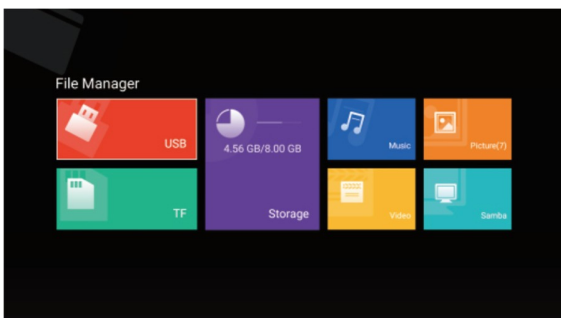 File Manager
USB
4.56 GB/8.00 GB
Storage
Music
Picture(7)
TF
Video
Samba